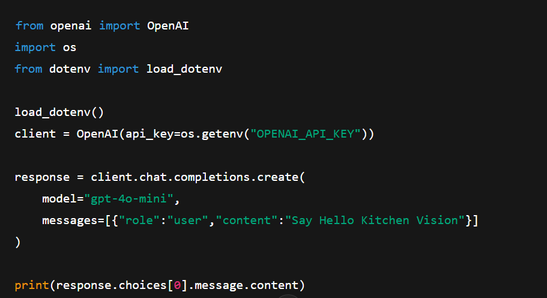 from openai import OpenAI
import os
from dotenv import load_dotenv
load_dotenv()
client = OpenAI(api_key=os.getenv("OPENAI_API_KEY"))
response = client.chat.completions.create(
    model="gpt-4o-mini",
    messages=[{"role":"user","content":"Say Hello Kitchen Vision"}]
)
print(response.choices[0].message.content)